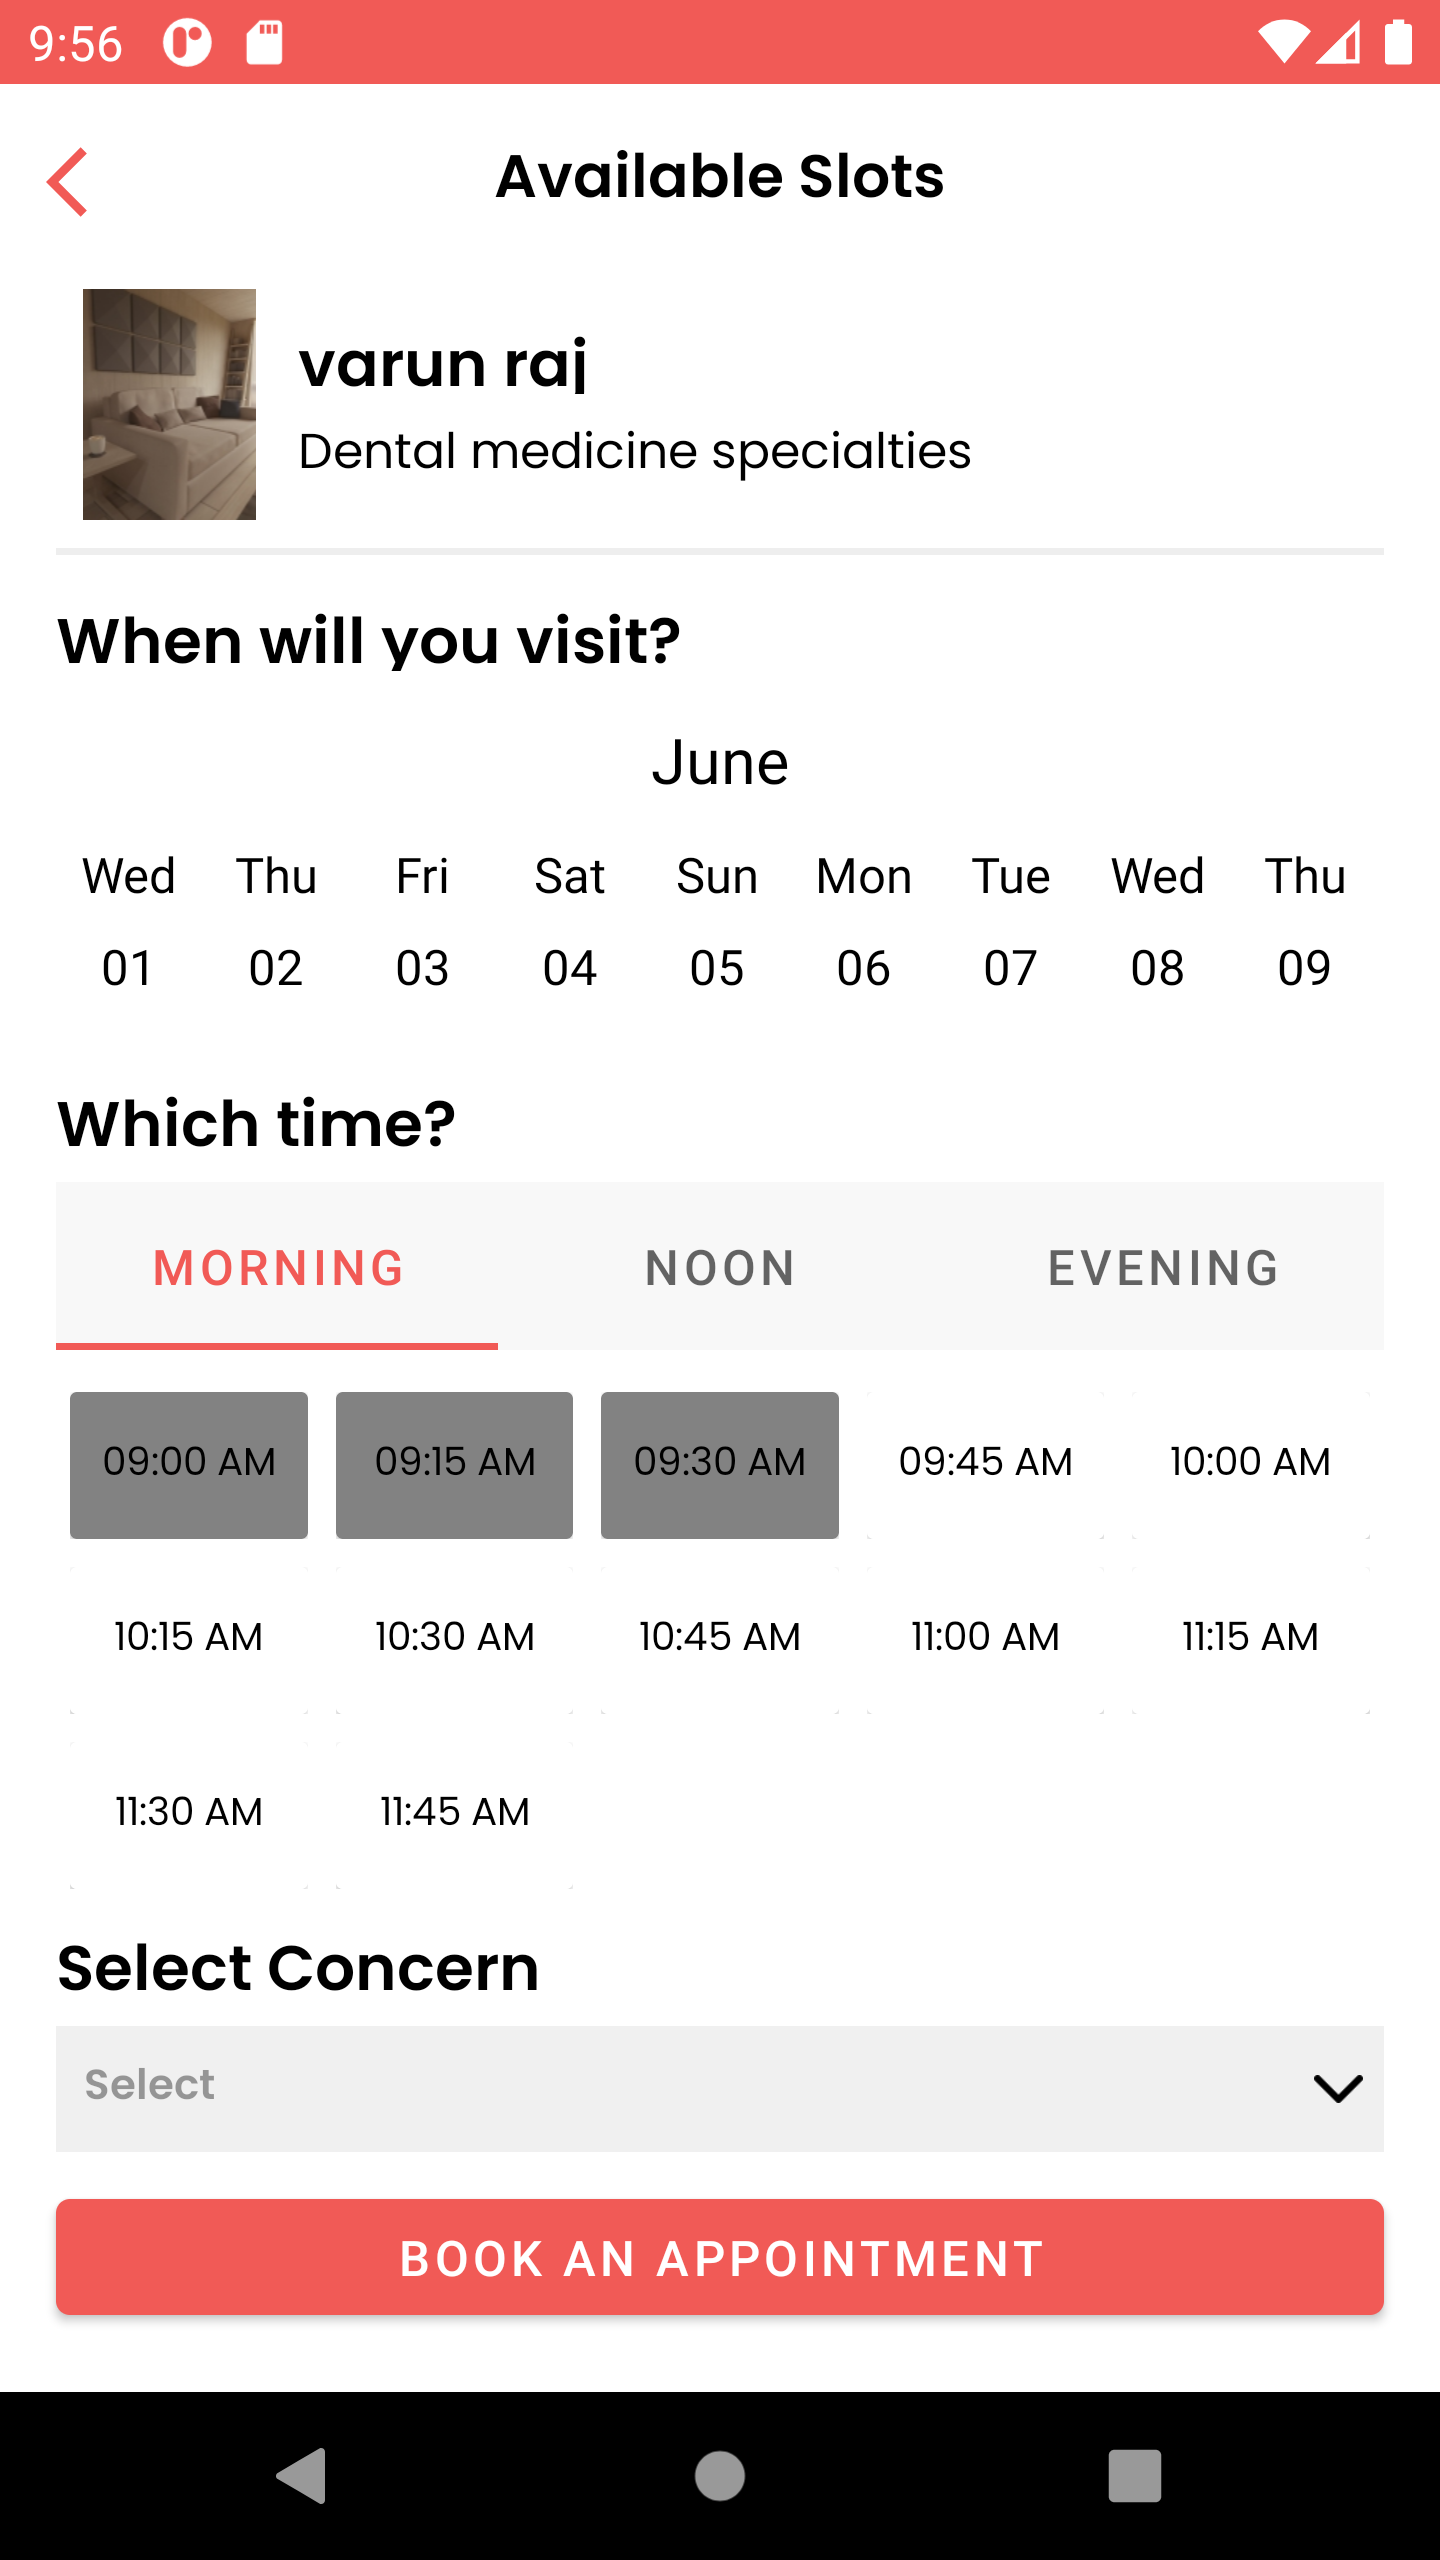 9:56
Available Slots
varun raj
Dental medicine specialties
When will you visit?
June
Wed Thu Fri Sat Sun Mon Tue Wed Thu
01 02 03 04 05 06 07 08 09
Which time?
MORNING NOON EVENING
09:00 AM 09:15 AM 09:30 AM 09:45 AM 10:00 AM
10:15 AM 10:30 AM 10:45 AM 11:00 AM 11:15 AM
11:30 AM 11:45 AM
Select Concern
Select
BOOK AN APPOINTMENT